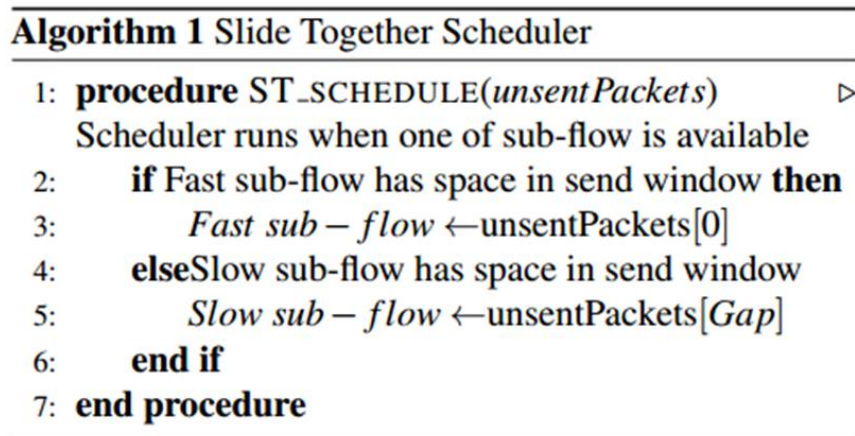 Algorithm 1 Slide Together Scheduler
1: procedure ST_SCHEDULE(unsentPackets) ▷
Scheduler runs when one of sub-flow is available
2: if Fast sub-flow has space in send window then
3: Fast sub − flow ←unsentPackets[0]
4: elseSlow sub-flow has space in send window
5: Slow sub − flow ←unsentPackets[Gap]
6: end if
7: end procedure